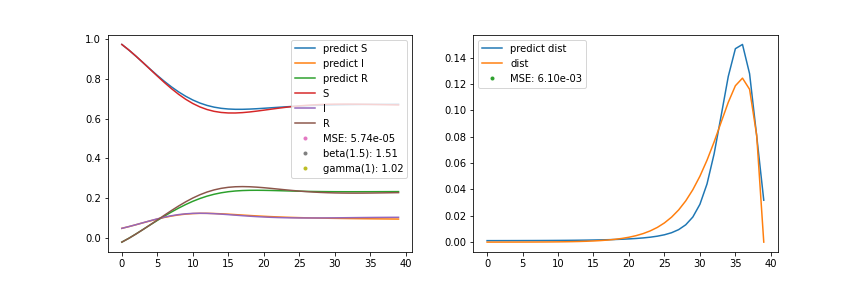 1.0
0.8
0.6
0.4
0.2
0.0
0 5 10 15 20 25 30 35 40
predict S
predict I
predict R
S
I
R
MSE: 5.74e-05
beta(1.5): 1.51
gamma(1): 1.02
0.14
0.12
0.10
0.08
0.06
0.04
0.02
0.00
0 5 10 15 20 25 30 35 40
predict dist
dist
MSE: 6.10e-03